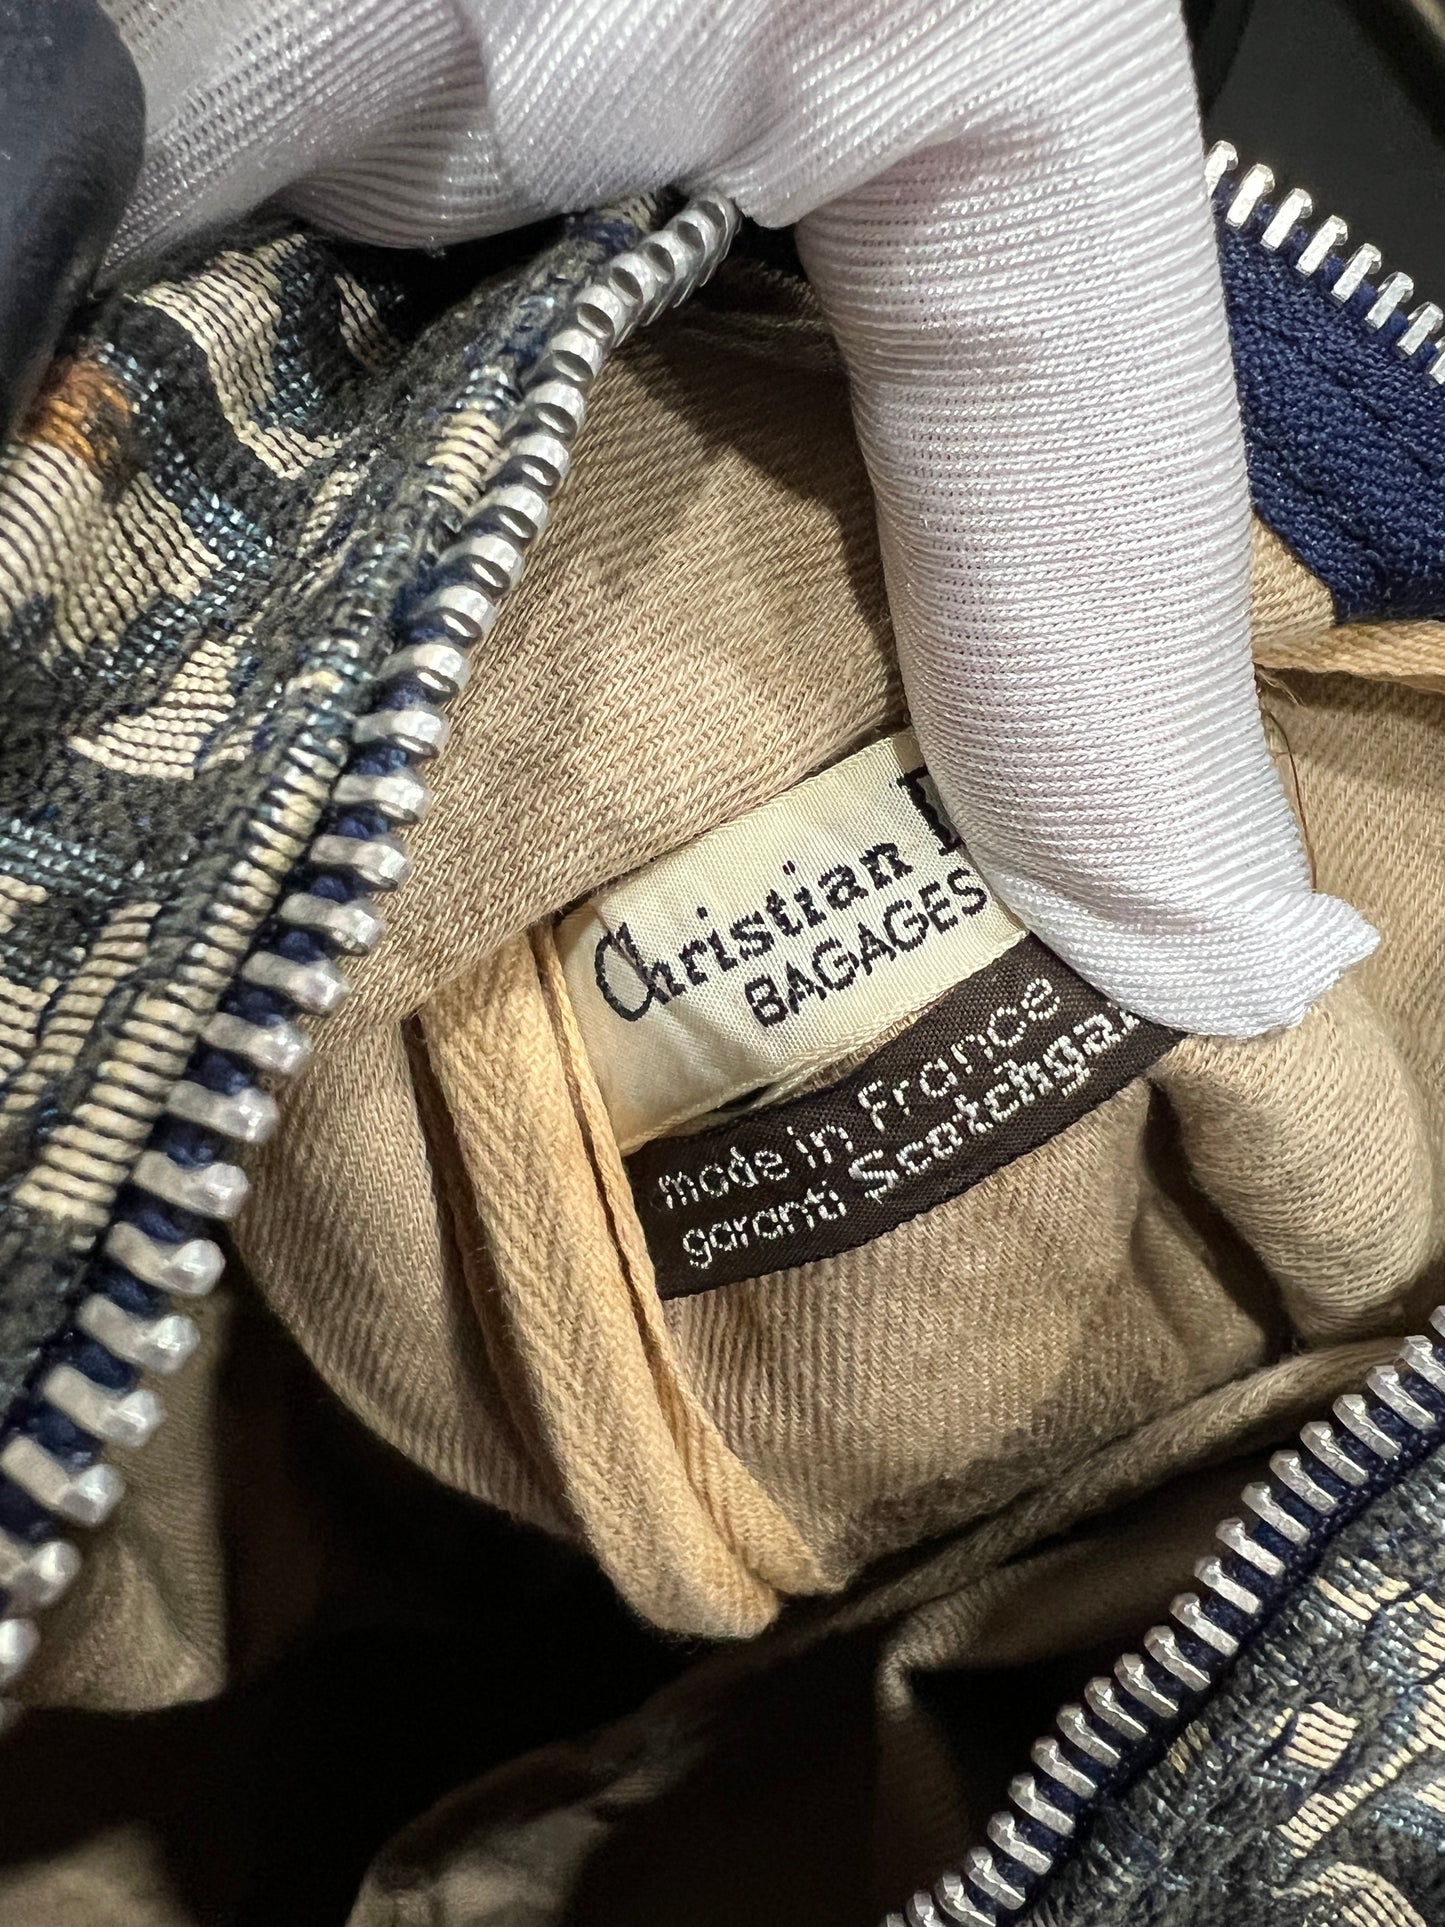 Christian
BAGAGES
made in France
garanti Scotchga